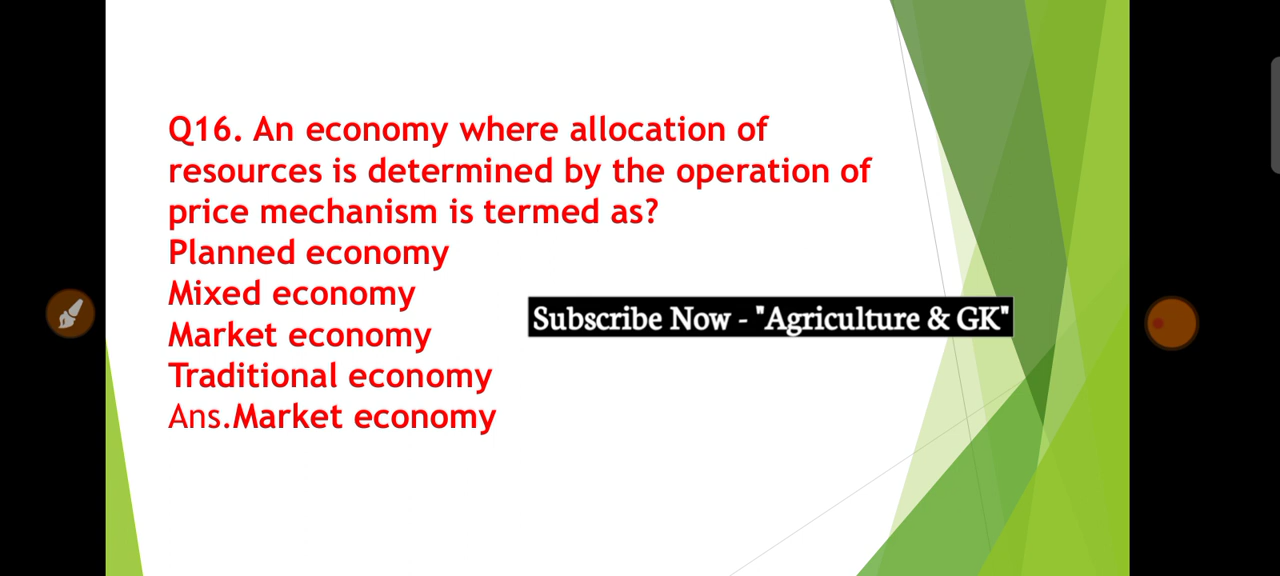 Q16. An economy where allocation of
resources is determined by the operation of
price mechanism is termed as?
Planned economy
Mixed economy
Market economy
Traditional economy
Ans.Market economy
Subscribe Now - "Agriculture & GK"